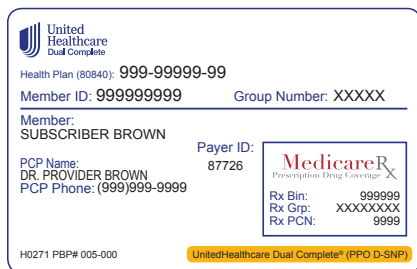 United
Healthcare
Dual Complete
Health Plan (80840): 999-99999-99
Member ID: 999999999 Group Number: XXXXX
Member:
SUBSCRIBER BROWN
Payer ID:
87726
PCP Name:
DR. PROVIDER BROWN
PCP Phone: (999)999-9999
MedicareRx
Prescription Drug Coverage
Rx Bin: 999999
Rx Grp: XXXXXXXX
Rx PCN: 9999
H0271 PBP# 005-000
UnitedHealthcare Dual Complete® (PPO D-SNP)